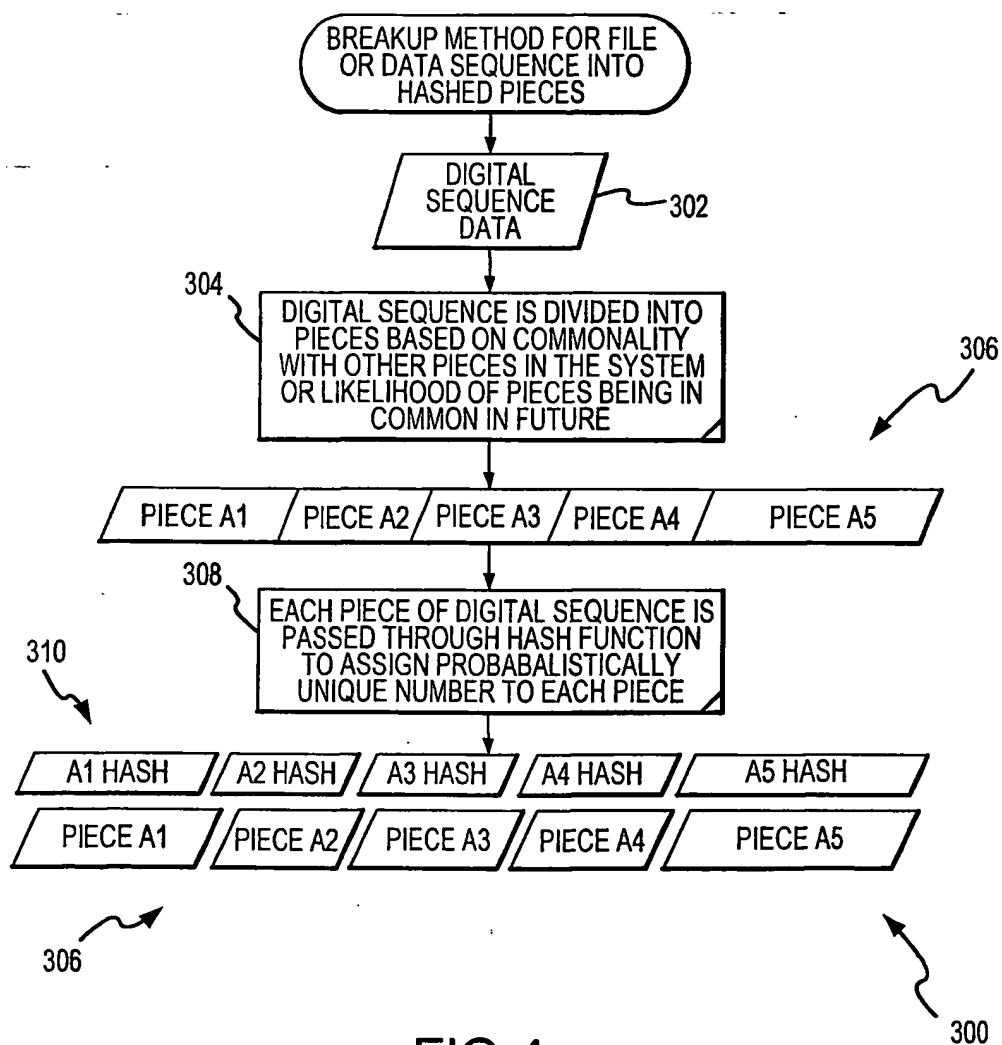 BREAKUP METHOD FOR FILE
OR DATA SEQUENCE INTO
HASHED PIECES
DIGITAL
SEQUENCE
DATA
302
304
DIGITAL SEQUENCE IS DIVIDED INTO
PIECES BASED ON COMMONALITY
WITH OTHER PIECES IN THE SYSTEM
OR LIKELIHOOD OF PIECES BEING IN
COMMON IN FUTURE
306
PIECE A1 PIECE A2 PIECE A3 PIECE A4 PIECE A5
308
EACH PIECE OF DIGITAL SEQUENCE IS
PASSED THROUGH HASH FUNCTION
TO ASSIGN PROBABALISTICALLY
UNIQUE NUMBER TO EACH PIECE
310
A1 HASH A2 HASH A3 HASH A4 HASH A5 HASH
PIECE A1 PIECE A2 PIECE A3 PIECE A4 PIECE A5
306
300